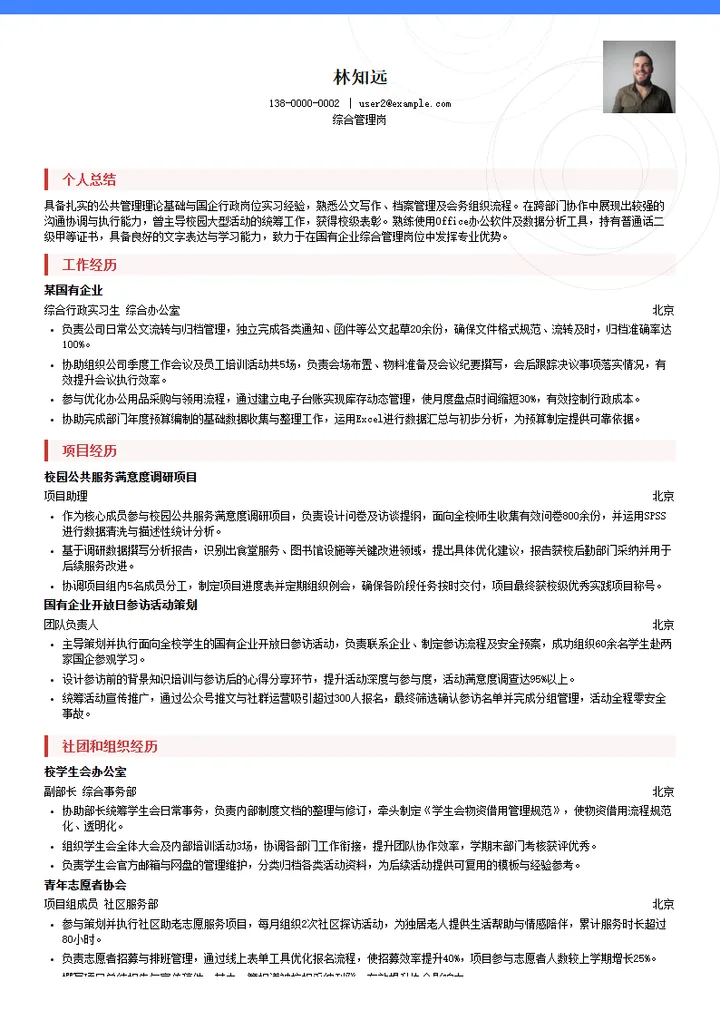 林知远
138-0000-0002 | user2@example.com
综合管理岗
个人总结
具备扎实的公共管理理论基础与国企行政岗位实习经验，熟悉公文写作、档案管理及会务组织流程。在跨部门协作中展现出较强的
沟通协调与执行能力，曾主导校园大型活动的统筹工作，获得校级表彰。熟练使用Office办公软件及数据分析工具，持有普通话二
级甲等证书，具备良好的文字表达与学习能力，致力于在国有企业综合管理岗位中发挥专业优势。
工作经历
某国有企业
综合行政实习生 综合办公室 北京
• 负责公司日常公文流转与归档管理，独立完成各类通知、函件等公文起草20余份，确保文件格式规范、流转及时，归档准确率达
100%。
• 协助组织公司季度工作会议及员工培训活动共5场，负责会场布置、物料准备及会议纪要撰写，会后跟踪决议事项落实情况，有
效提升会议执行效率。
• 参与优化办公用品采购与领用流程，通过建立电子台账实现库存动态管理，使月度盘点时间缩短30%，有效控制行政成本。
• 协助完成部门年度预算编制的基础数据收集与整理工作，运用Excel进行数据汇总与初步分析，为预算制定提供可靠依据。
项目经历
校园公共服务满意度调研项目
项目助理 北京
• 作为核心成员参与校园公共服务满意度调研项目，负责设计问卷及访谈提纲，面向全校师生收集有效问卷800余份，并运用SPSS
进行数据清洗与描述性统计分析。
• 基于调研数据撰写分析报告，识别出食堂服务、图书馆设施等关键改进领域，提出具体优化建议，报告获校后勤部门采纳并用于
后续服务改进。
• 协调项目组内5名成员分工，制定项目进度表并定期组织例会，确保各阶段任务按时交付，项目最终获校级优秀实践项目称号。
国有企业开放日参访活动策划
团队负责人 北京
• 主导策划并执行面向全校学生的国有企业开放日参访活动，负责联系企业、制定参访流程及安全预案，成功组织60余名学生赴两
家国企参观学习。
• 设计参访前的背景知识培训与参访后的心得分享环节，提升活动深度与参与度，活动满意度调查达95%以上。
• 统筹活动宣传推广，通过公众号推文与社群运营吸引超过300人报名，最终筛选确认参访名单并完成分组管理，活动全程零安全
事故。
社团和组织经历
校学生会办公室
副部长 综合事务部 北京
• 协助部长统筹学生会日常事务，负责内部制度文档的整理与修订，牵头制定《学生会物资借用管理规范》，使物资借用流程规范
化、透明化。
• 组织学生会全体大会及内部培训活动3场，协调各部门工作衔接，提升团队协作效率，学期末部门考核获评优秀。
• 负责学生会官方邮箱与网盘的管理维护，分类归档各类活动资料，为后续活动提供可复用的模板与经验参考。
青年志愿者协会
项目组成员 社区服务部 北京
• 参与策划并执行社区助老志愿服务项目，每月组织2次社区探访活动，为独居老人提供生活帮助与情感陪伴，累计服务时长超过
80小时。
• 负责志愿者招募与排班管理，通过线上表单工具优化报名流程，使招募效率提升40%，项目参与志愿者人数较上学期增长25%。